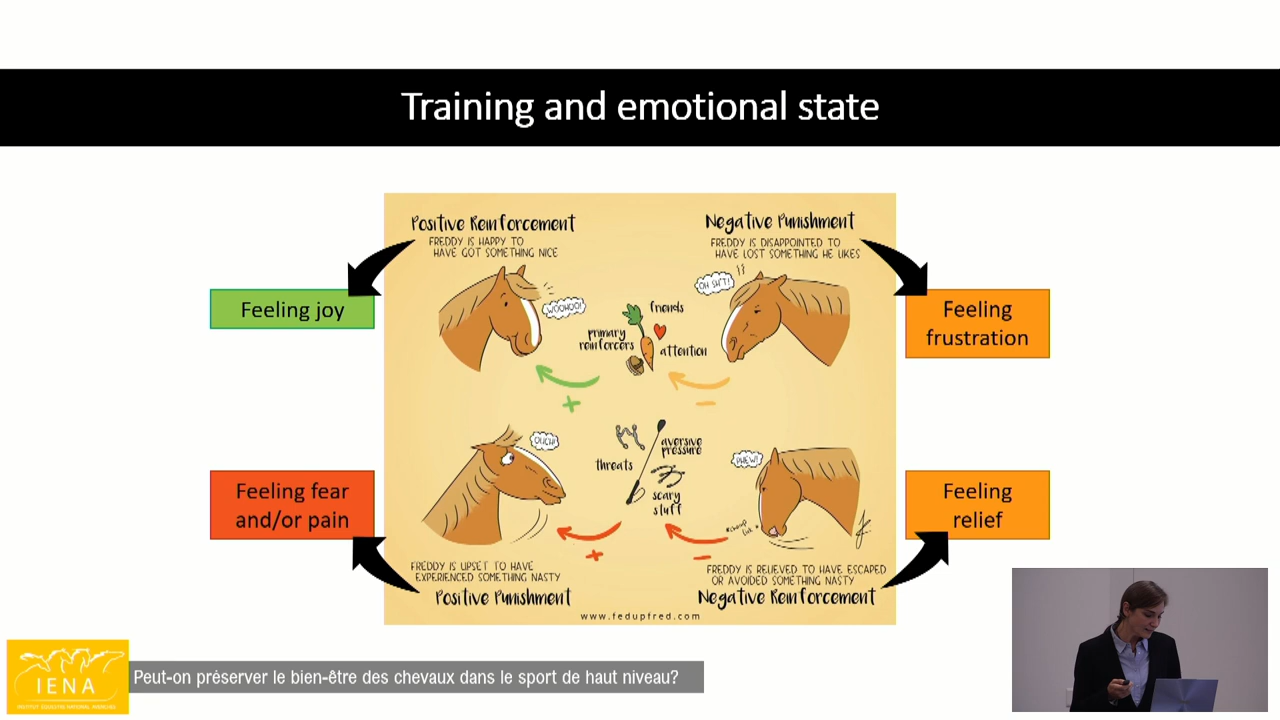 Training and emotional state
Positive Reinforcement
FREDDY IS HAPPY TO
HAVE GOT SOMETHING NICE
Negative Punishment
FREDDY IS DISAPPOINTED TO
HAVE LOST SOMETHING HE LIKES
Feeling joy
WOOHOO!
OH SH*T!
Feeling
frustration
friends
primary
reinforcers
attention
+
−
OUCH!
aversive
pressure
threats
scary
stuff
PHEW!
Feeling fear
and/or pain
Feeling
relief
+
−
FREDDY IS UPSET TO HAVE
EXPERIENCED SOMETHING NASTY
Positive Punishment
FREDDY IS RELIEVED TO HAVE ESCAPED
OR AVOIDED SOMETHING NASTY
Negative Reinforcement
www.fedupfred.com
IENA
Peut-on préserver le bien-être des chevaux dans le sport de haut niveau?